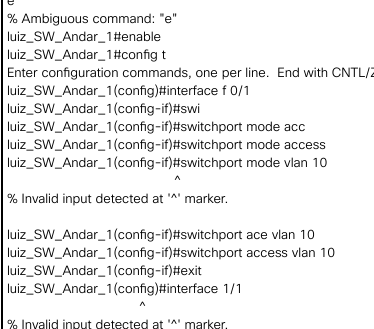 e
% Ambiguous command: "e"
luiz_SW_Andar_1#enable
luiz_SW_Andar_1#config t
Enter configuration commands, one per line. End with CNTL/Z
luiz_SW_Andar_1(config)#interface f 0/1
luiz_SW_Andar_1(config-if)#swi
luiz_SW_Andar_1(config-if)#switchport mode acc
luiz_SW_Andar_1(config-if)#switchport mode access
luiz_SW_Andar_1(config-if)#switchport mode vlan 10
^
% Invalid input detected at '^' marker.
luiz_SW_Andar_1(config-if)#switchport ace vlan 10
luiz_SW_Andar_1(config-if)#switchport access vlan 10
luiz_SW_Andar_1(config-if)#exit
luiz_SW_Andar_1(config)#interface 1/1
^
% Invalid input detected at '^' marker.